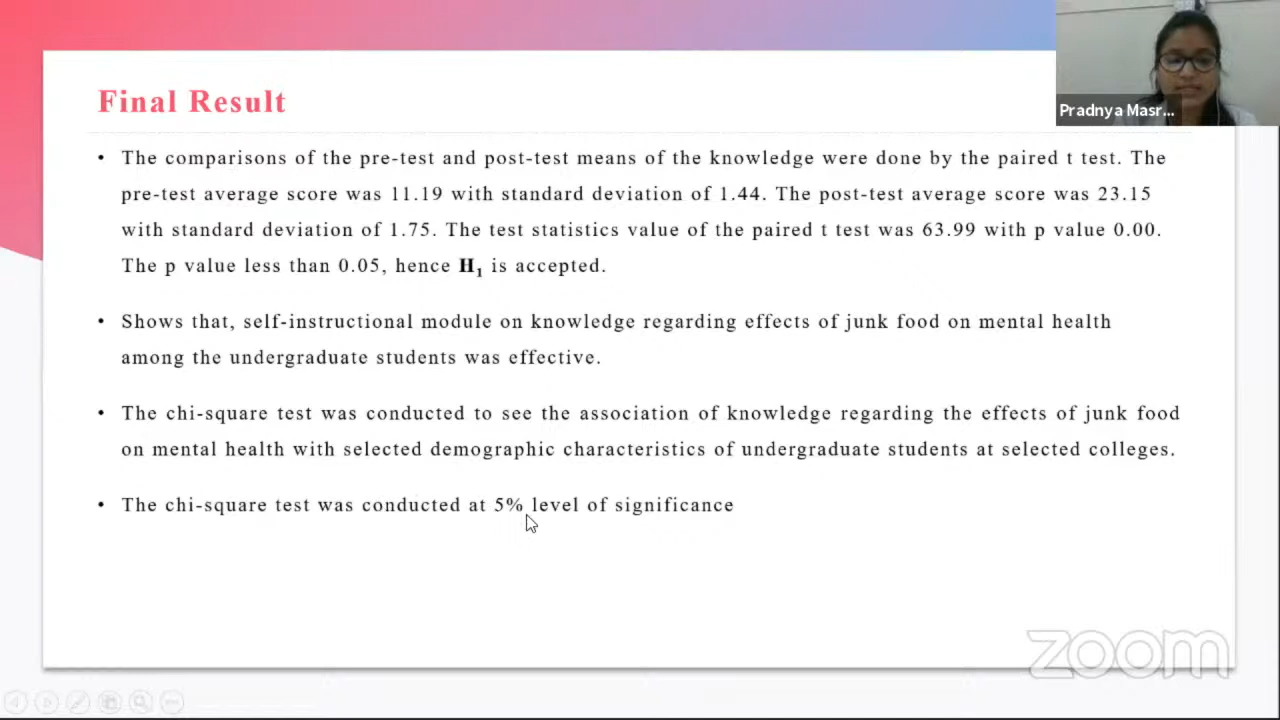 Final Result
• The comparisons of the pre-test and post-test means of the knowledge were done by the paired t test. The
pre-test average score was 11.19 with standard deviation of 1.44. The post-test average score was 23.15
with standard deviation of 1.75. The test statistics value of the paired t test was 63.99 with p value 0.00.
The p value less than 0.05, hence H₁ is accepted.
• Shows that, self-instructional module on knowledge regarding effects of junk food on mental health
among the undergraduate students was effective.
• The chi-square test was conducted to see the association of knowledge regarding the effects of junk food
on mental health with selected demographic characteristics of undergraduate students at selected colleges.
• The chi-square test was conducted at 5% level of significance
Pradnya Masr...
zoom